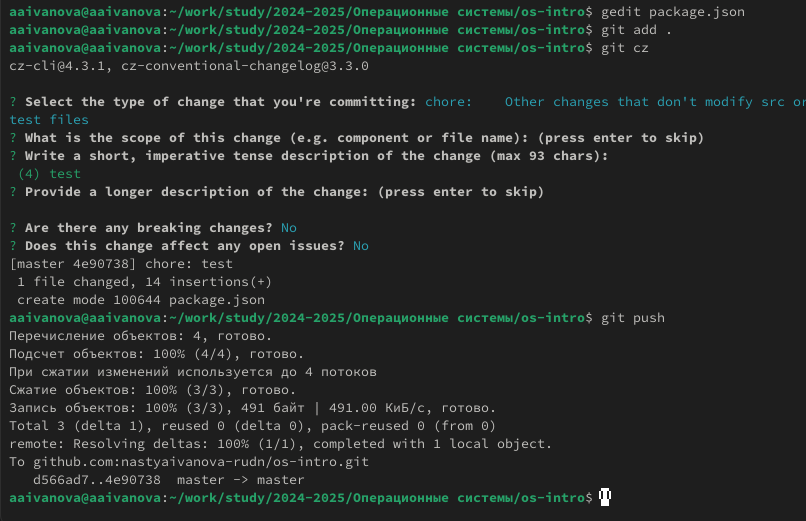 aaivanova@aaivanova:~/work/study/2024-2025/Операционные системы/os-intro$ gedit package.json
aaivanova@aaivanova:~/work/study/2024-2025/Операционные системы/os-intro$ git add .
aaivanova@aaivanova:~/work/study/2024-2025/Операционные системы/os-intro$ git cz
cz-cli@4.3.1, cz-conventional-changelog@3.3.0
? Select the type of change that you're committing: chore:    Other changes that don't modify src or
test files
? What is the scope of this change (e.g. component or file name): (press enter to skip)
? Write a short, imperative tense description of the change (max 93 chars):
(4) test
? Provide a longer description of the change: (press enter to skip)
? Are there any breaking changes? No
? Does this change affect any open issues? No
[master 4e90738] chore: test
1 file changed, 14 insertions(+)
create mode 100644 package.json
aaivanova@aaivanova:~/work/study/2024-2025/Операционные системы/os-intro$ git push
Перечисление объектов: 4, готово.
Подсчет объектов: 100% (4/4), готово.
При сжатии изменений используется до 4 потоков
Сжатие объектов: 100% (3/3), готово.
Запись объектов: 100% (3/3), 491 байт | 491.00 КиБ/с, готово.
Total 3 (delta 1), reused 0 (delta 0), pack-reused 0 (from 0)
remote: Resolving deltas: 100% (1/1), completed with 1 local object.
To github.com:nastyaivanova-rudn/os-intro.git
d566ad7..4e90738  master -> master
aaivanova@aaivanova:~/work/study/2024-2025/Операционные системы/os-intro$